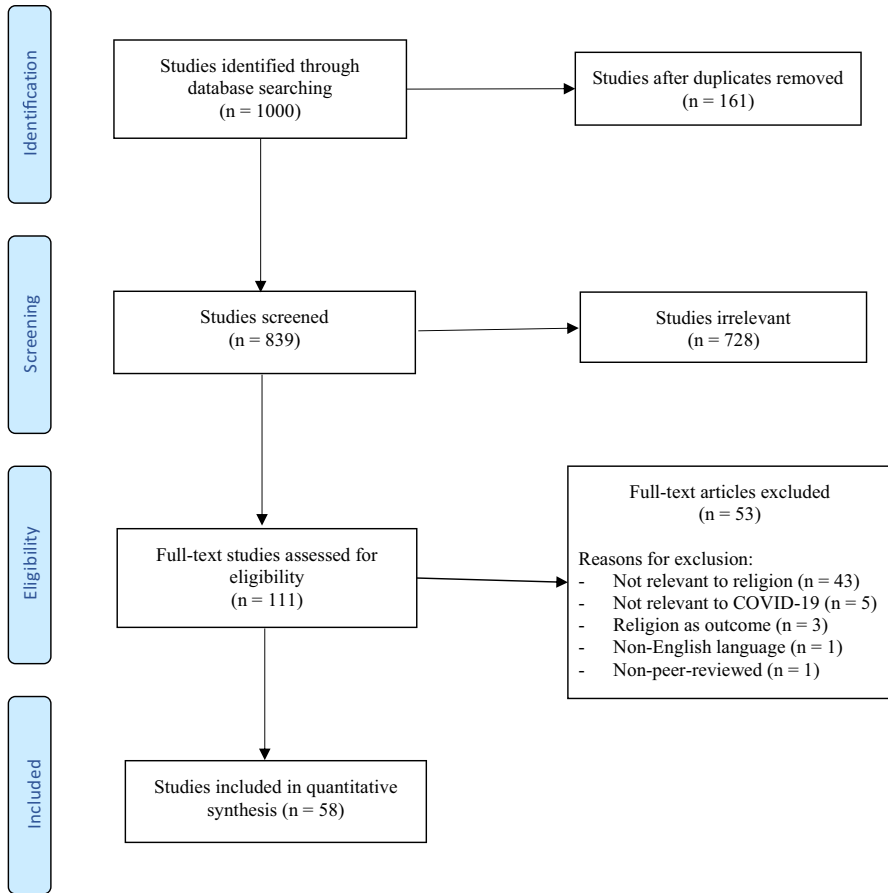 Identification
Studies identified through
database searching
(n = 1000)
Studies after duplicates removed
(n = 161)
Screening
Studies screened
(n = 839)
Studies irrelevant
(n = 728)
Eligibility
Full-text studies assessed for
eligibility
(n = 111)
Full-text articles excluded
(n = 53)
Reasons for exclusion:
- Not relevant to religion (n = 43)
- Not relevant to COVID-19 (n = 5)
- Religion as outcome (n = 3)
- Non-English language (n = 1)
- Non-peer-reviewed (n = 1)
Included
Studies included in quantitative
synthesis (n = 58)